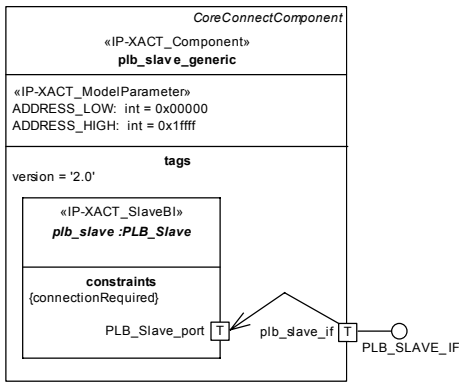 CoreConnectComponent
«IP-XACT_Component»
plb_slave_generic
«IP-XACT_ModelParameter»
ADDRESS_LOW: int = 0x00000
ADDRESS_HIGH: int = 0x1ffff
tags
version = '2.0'
«IP-XACT_SlaveBI»
plb_slave :PLB_Slave
constraints
{connectionRequired}
PLB_Slave_port T plb_slave_if T
PLB_SLAVE_IF